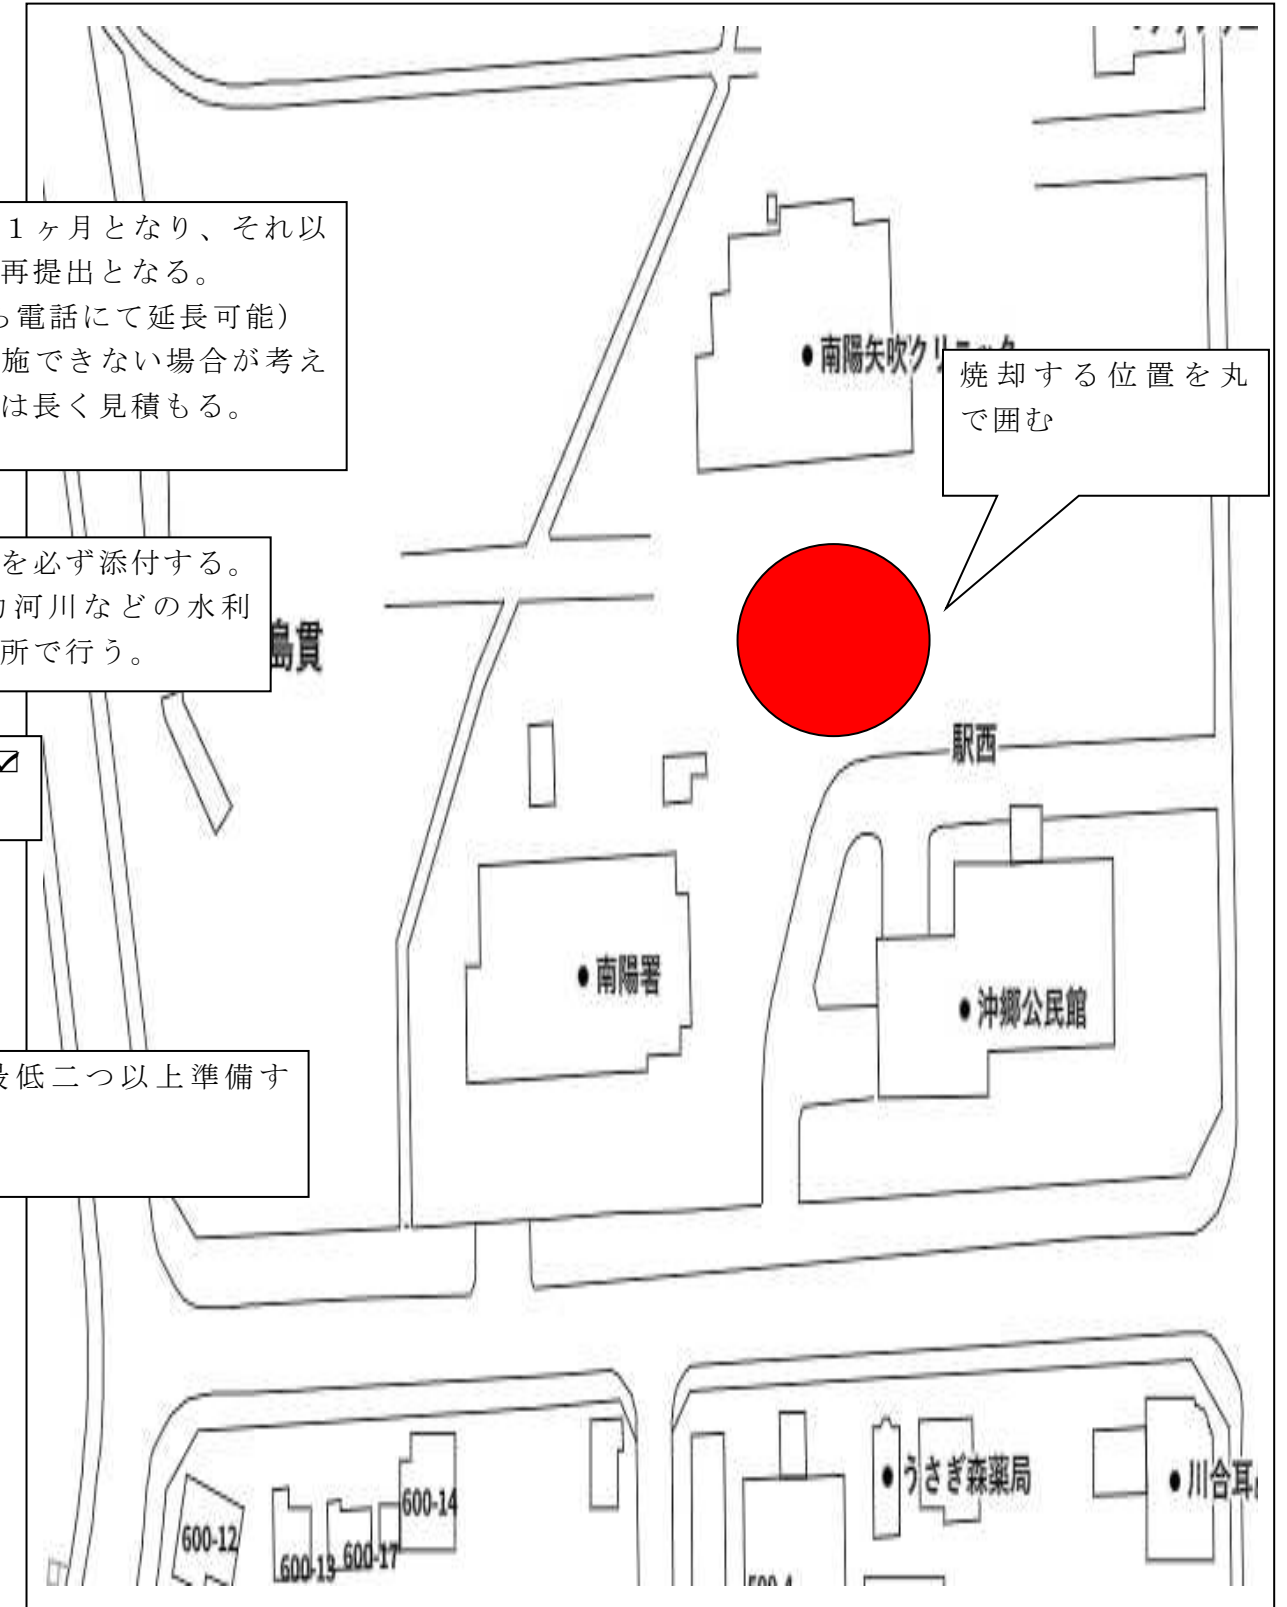 １ヶ月となり、それ以
再提出となる。
ら電話にて延長可能）
施できない場合が考え
は長く見積もる。
南陽矢吹クリニック
焼却する位置を丸
で囲む
を必ず添付する。
河川などの水利
所で行う。
島貫
駅西
☑
南陽署
沖郷公民館
最低二つ以上準備す
うさぎ森薬局
川合耳
600-14
600-12
600-17
600-13